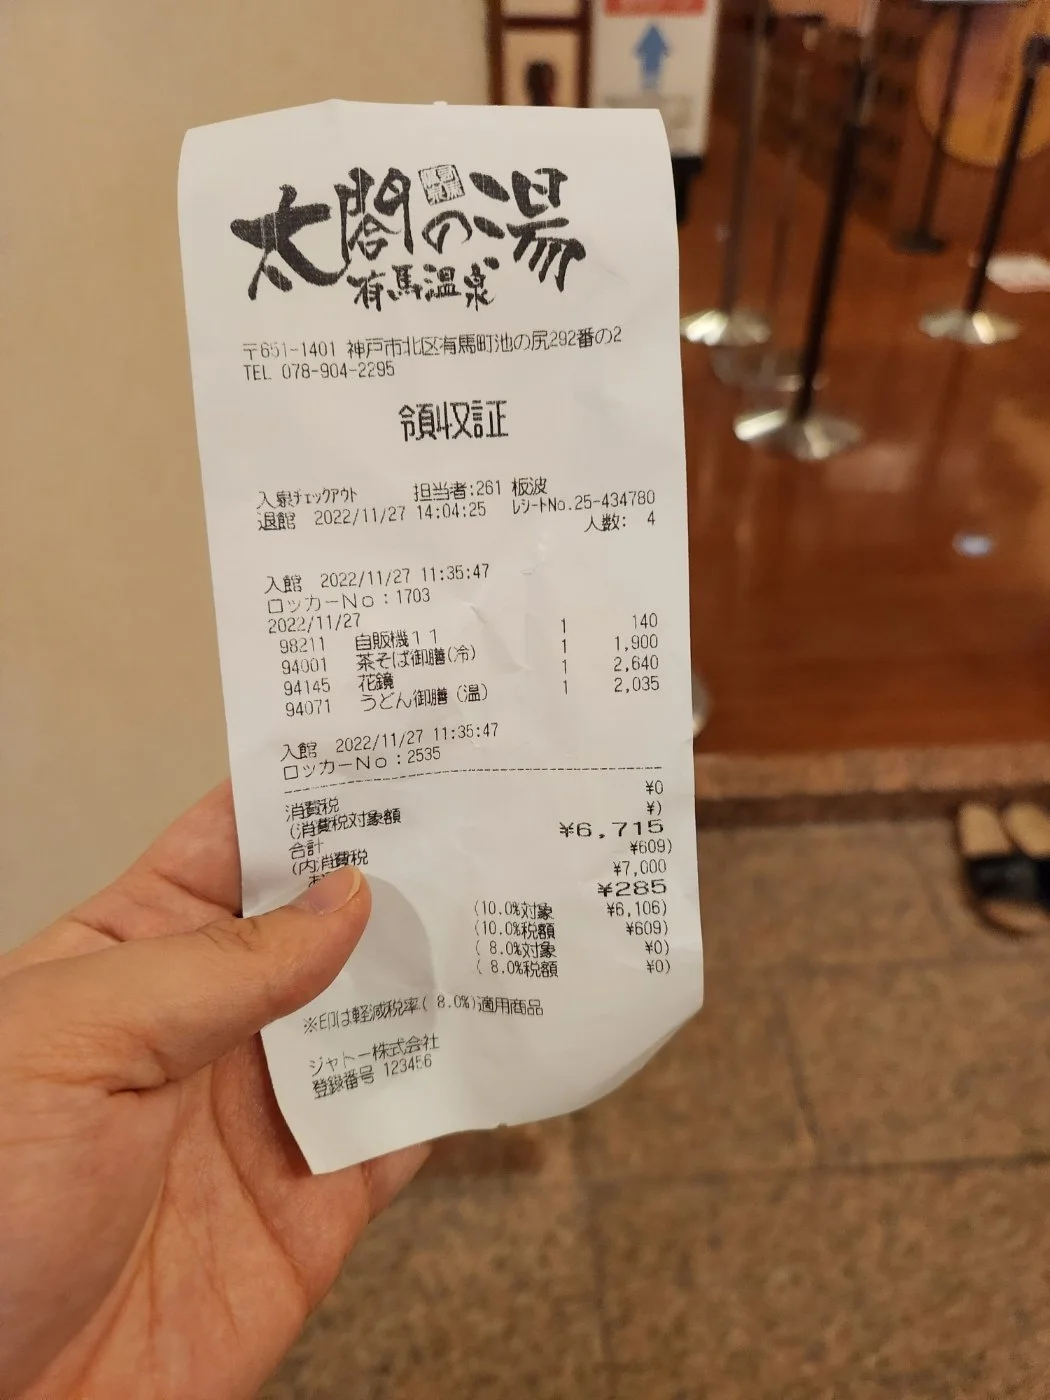 太閤の湯
有馬温泉
〒651-1401 神戸市北区有馬町池の尻292番の2
TEL 078-904-2295
領収証
入泉チェックアウト 担当者:261 板波
退館 2022/11/27 14:04:25 レシートNo.25-434780
人数: 4
入館 2022/11/27 11:35:47
ロッカーNo:1703
2022/11/27
98211 自販機11 1 140
94001 茶そば御膳(冷) 1 1,900
94145 花鏡 1 2,640
94071 うどん御膳(温) 1 2,035
入館 2022/11/27 11:35:47
ロッカーNo:2535
消費税 ¥0
(消費税対象額 ¥)
合計 ¥6,715
(内消費税 ¥609)
お ¥7,000
¥285
(10.0%対象 ¥6,106)
(10.0%税額 ¥609)
( 8.0%対象 ¥0)
( 8.0%税額 ¥0)
※印は軽減税率( 8.0%)適用商品
ジャトー株式会社
登録番号 123456